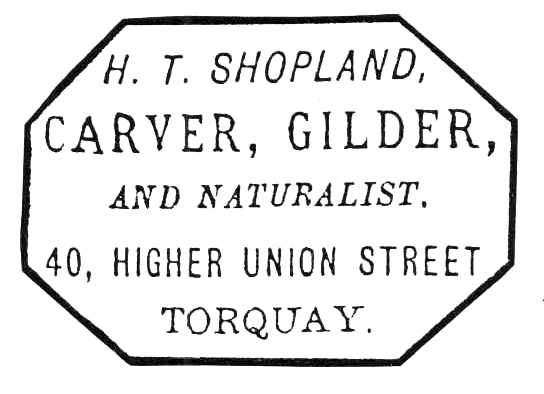 H. T. SHOPLAND,
CARVER, GILDER,
AND NATURALIST.
40, HIGHER UNION STREET
TORQUAY.